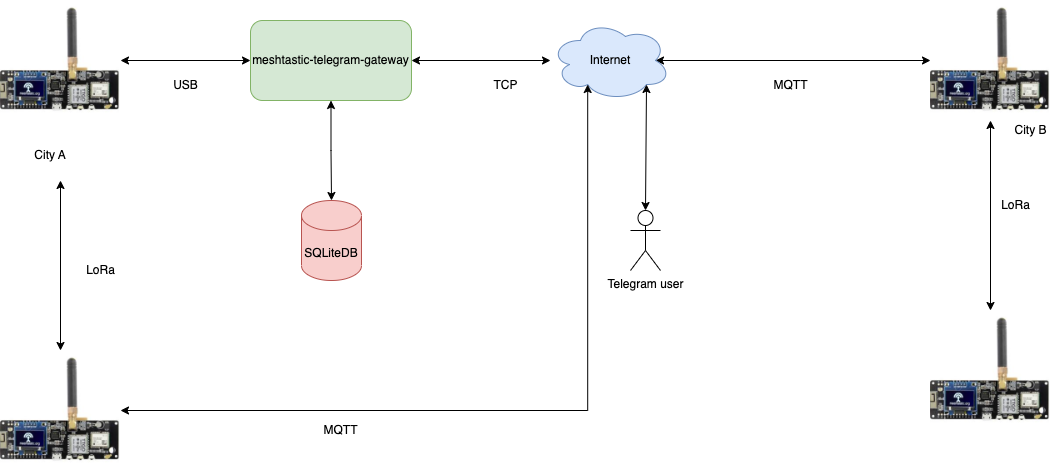 meshtastic-telegram-gateway
Internet
USB
TCP
MQTT
City A
City B
LoRa
SQLiteDB
Telegram user
LoRa
MQTT